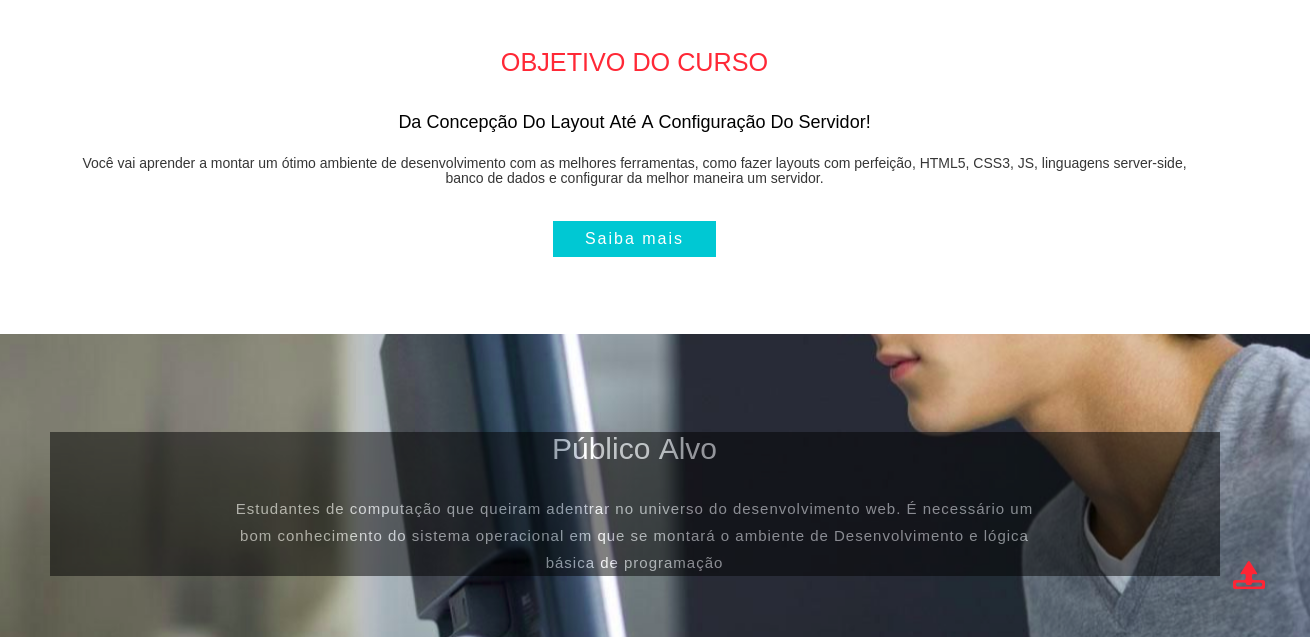 OBJETIVO DO CURSO
Da Concepção Do Layout Até A Configuração Do Servidor!
Você vai aprender a montar um ótimo ambiente de desenvolvimento com as melhores ferramentas, como fazer layouts com perfeição, HTML5, CSS3, JS, linguagens server-side,
banco de dados e configurar da melhor maneira um servidor.
Saiba mais
Público Alvo
Estudantes de computação que queiram adentrar no universo do desenvolvimento web. É necessário um
bom conhecimento do sistema operacional em que se montará o ambiente de Desenvolvimento e lógica
básica de programação